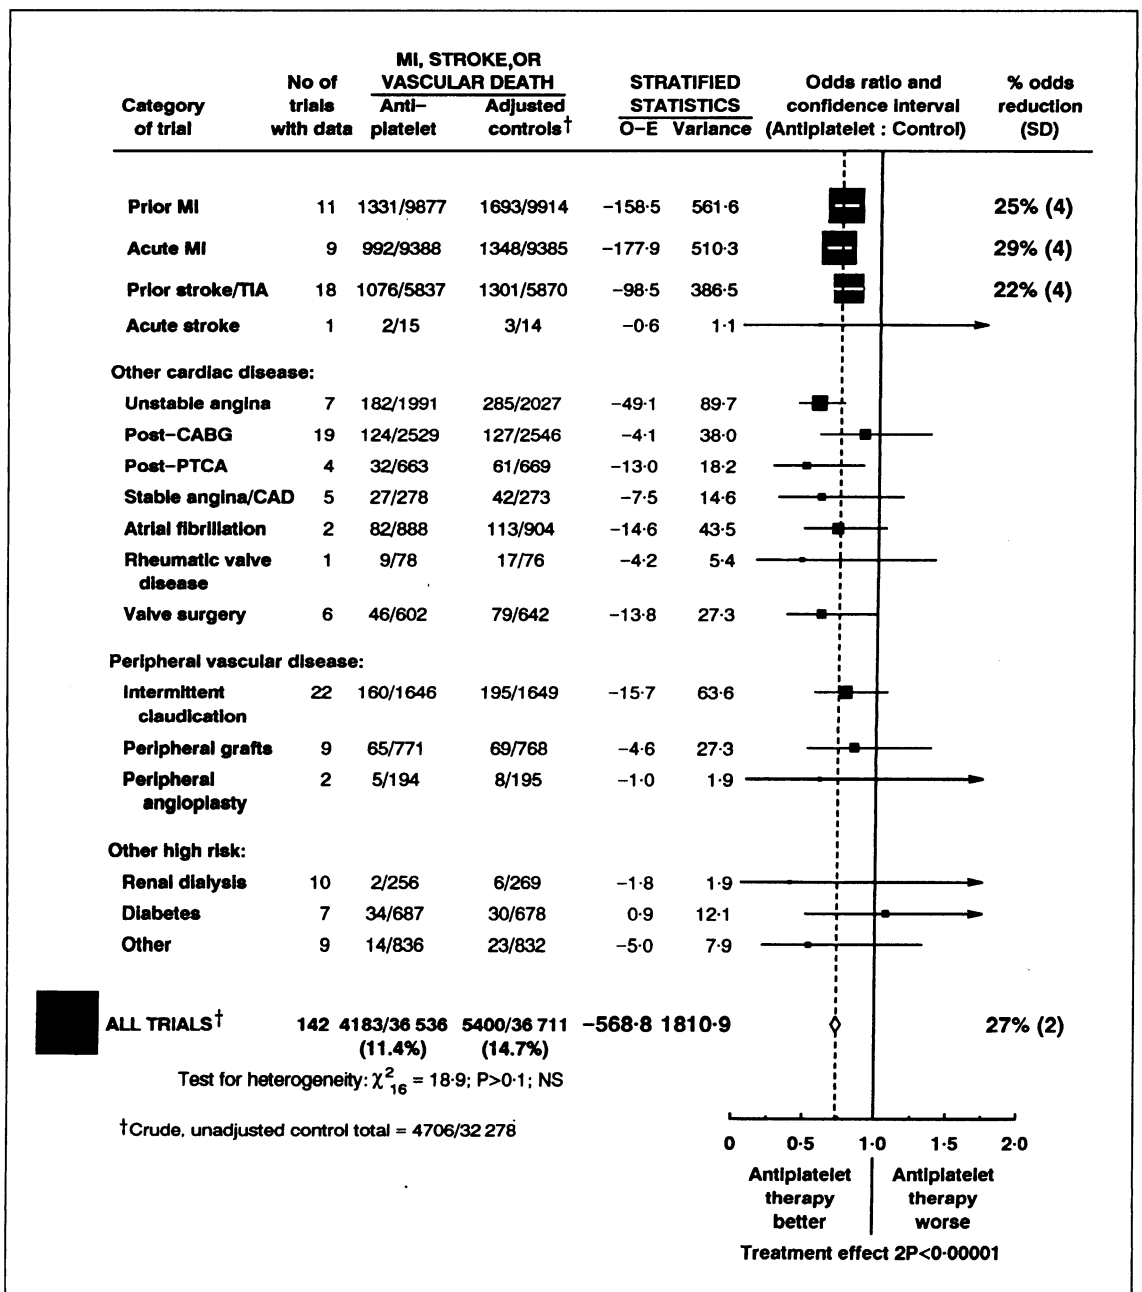 MI, STROKE, OR
No of VASCULAR DEATH STRATIFIED Odds ratio and % odds
Category trials Anti- Adjusted STATISTICS confidence interval reduction
of trial with data platelet controls† O-E Variance (Antiplatelet : Control) (SD)
Prior MI 11 1331/9877 1693/9914 -158·5 561·6 25% (4)
Acute MI 9 992/9388 1348/9385 -177·9 510·3 29% (4)
Prior stroke/TIA 18 1076/5837 1301/5870 -98·5 386·5 22% (4)
Acute stroke 1 2/15 3/14 -0·6 1·1
Other cardiac disease:
Unstable angina 7 182/1991 285/2027 -49·1 89·7
Post-CABG 19 124/2529 127/2546 -4·1 38·0
Post-PTCA 4 32/663 61/669 -13·0 18·2
Stable angina/CAD 5 27/278 42/273 -7·5 14·6
Atrial fibrillation 2 82/888 113/904 -14·6 43·5
Rheumatic valve 1 9/78 17/76 -4·2 5·4
disease
Valve surgery 6 46/602 79/642 -13·8 27·3
Peripheral vascular disease:
Intermittent 22 160/1646 195/1649 -15·7 63·6
claudication
Peripheral grafts 9 65/771 69/768 -4·6 27·3
Peripheral 2 5/194 8/195 -1·0 1·9
angioplasty
Other high risk:
Renal dialysis 10 2/256 6/269 -1·8 1·9
Diabetes 7 34/687 30/678 0·9 12·1
Other 9 14/836 23/832 -5·0 7·9
ALL TRIALS† 142 4183/36 536 5400/36 711 -568·8 1810·9 27% (2)
(11.4%) (14.7%)
Test for heterogeneity: χ²₁₆ = 18·9; P>0·1; NS
†Crude, unadjusted control total = 4706/32 278
0 0·5 1·0 1·5 2·0
Antiplatelet Antiplatelet
therapy therapy
better worse
Treatment effect 2P<0·00001